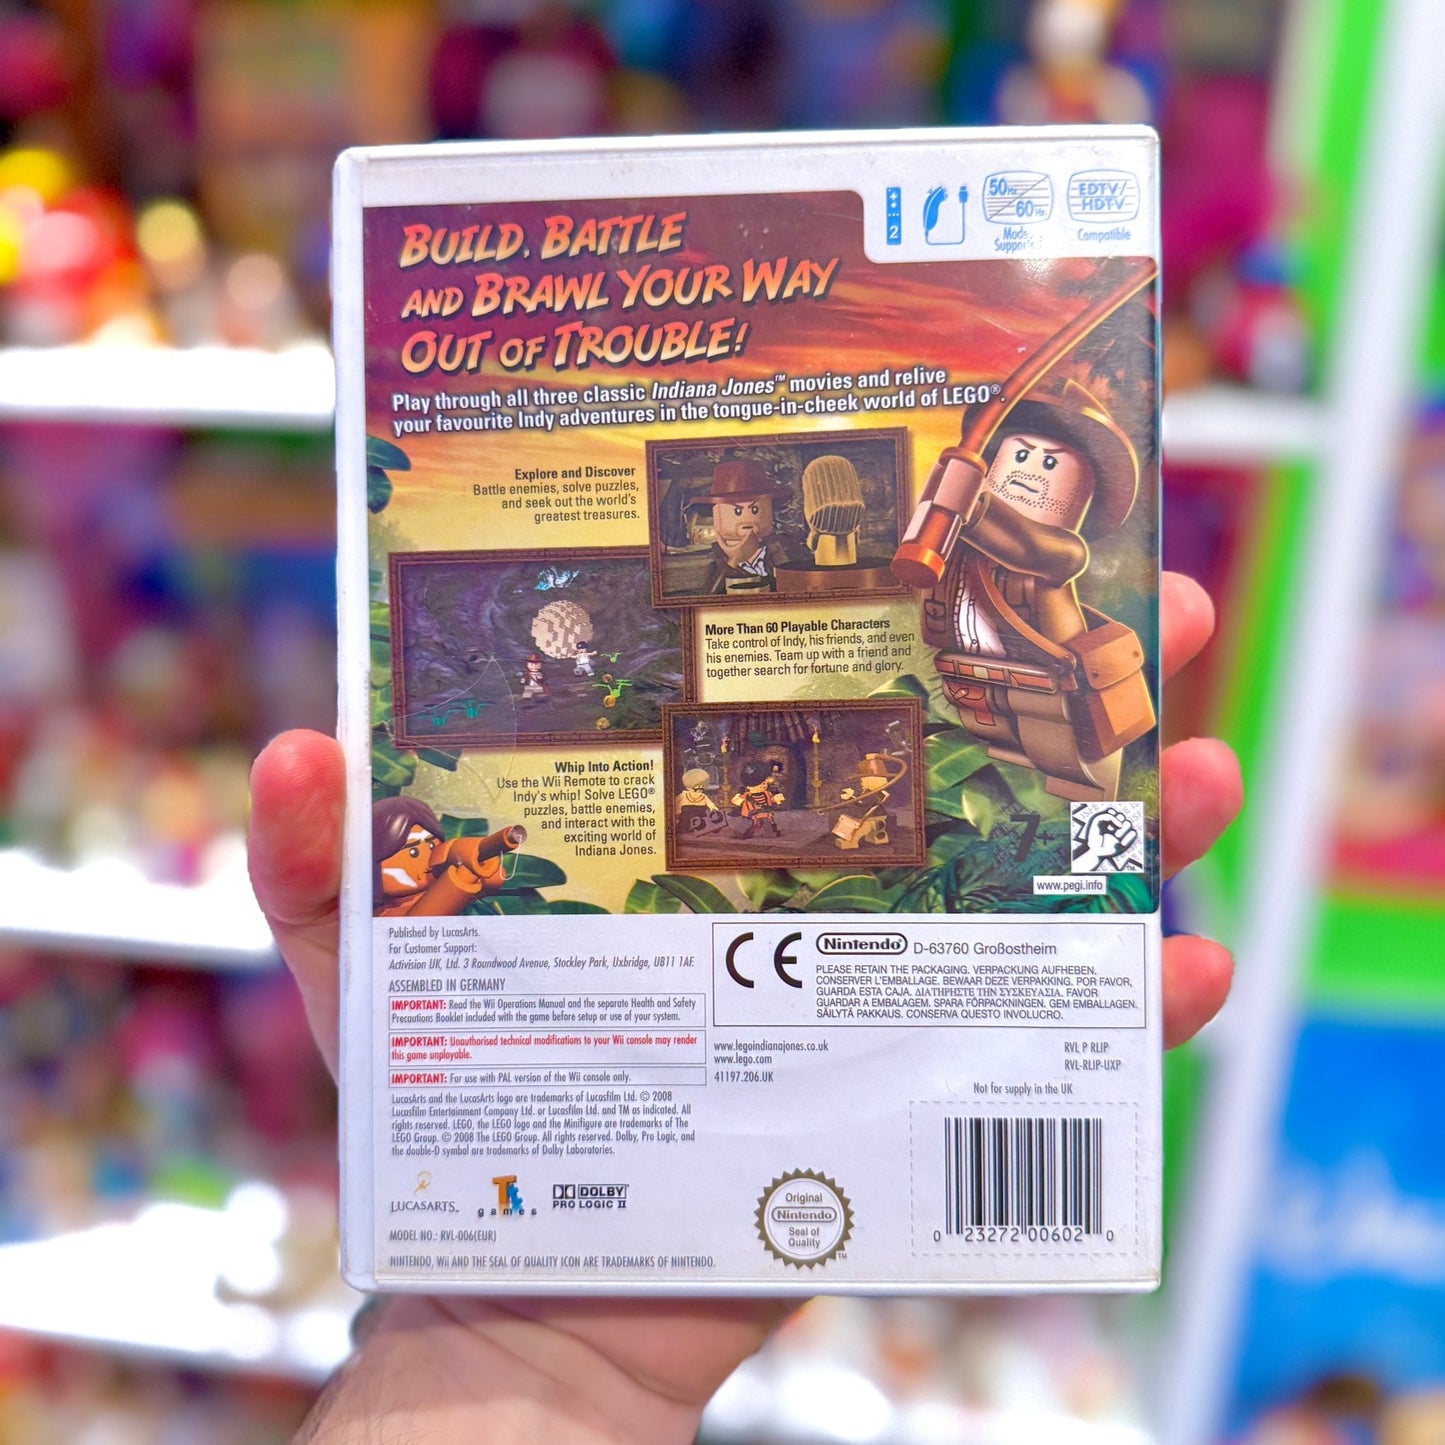 BUILD, BATTLE
AND BRAWL YOUR WAY
OUT OF TROUBLE!
Play through all three classic Indiana Jones™ movies and relive
your favourite Indy adventures in the tongue-in-cheek world of LEGO®.
2
50Hz
60Hz
Mode
Supported
EDTV/
HDTV
Compatible
Explore and Discover
Battle enemies, solve puzzles,
and seek out the world's
greatest treasures.
More Than 60 Playable Characters
Take control of Indy, his friends, and even
his enemies. Team up with a friend and
together search for fortune and glory.
Whip Into Action!
Use the Wii Remote to crack
Indy's whip! Solve LEGO®
puzzles, battle enemies,
and interact with the
exciting world of
Indiana Jones.
7+
www.pegi.info
Published by LucasArts.
For Customer Support:
Activision UK, Ltd. 3 Roundwood Avenue, Stockley Park, Uxbridge, UB11 1AF.
ASSEMBLED IN GERMANY
IMPORTANT: Read the Wii Operations Manual and the separate Health and Safety
Precautions Booklet included with the game before setup or use of your system.
IMPORTANT: Unauthorised technical modifications to your Wii console may render
this game unplayable.
IMPORTANT: For use with PAL version of the Wii console only.
LucasArts and the LucasArts logo are trademarks of Lucasfilm Ltd. © 2008
Lucasfilm Entertainment Company Ltd. or Lucasfilm Ltd. and TM as indicated. All
rights reserved. LEGO, the LEGO logo and the Minifigure are trademarks of The
LEGO Group. © 2008 The LEGO Group. All rights reserved. Dolby, Pro Logic, and
the double-D symbol are trademarks of Dolby Laboratories.
LUCASARTS.
T games
DOLBY
PRO LOGIC II
MODEL NO.: RVL-006(EUR)
NINTENDO, Wii AND THE SEAL OF QUALITY ICON ARE TRADEMARKS OF NINTENDO.
CE Nintendo® D-63760 Großostheim
PLEASE RETAIN THE PACKAGING. VERPACKUNG AUFHEBEN.
CONSERVER L'EMBALLAGE. BEWAAR DEZE VERPAKKING. POR FAVOR,
GUARDA ESTA CAJA. ΔΙΑΤΗΡΗΣΤΕ ΤΗΝ ΣΥΣΚΕΥΑΣΙΑ. FAVOR
GUARDAR A EMBALAGEM. SPARA FÖRPACKNINGEN. GEM EMBALLAGEN.
SÄILYTÄ PAKKAUS. CONSERVA QUESTO INVOLUCRO.
www.legoindianajones.co.uk
www.lego.com
41197.206.UK
RVL P RLIP
RVL-RLIP-UXP
Not for supply in the UK
Original
Nintendo®
Seal of
Quality
TM
0 23272 00602 0